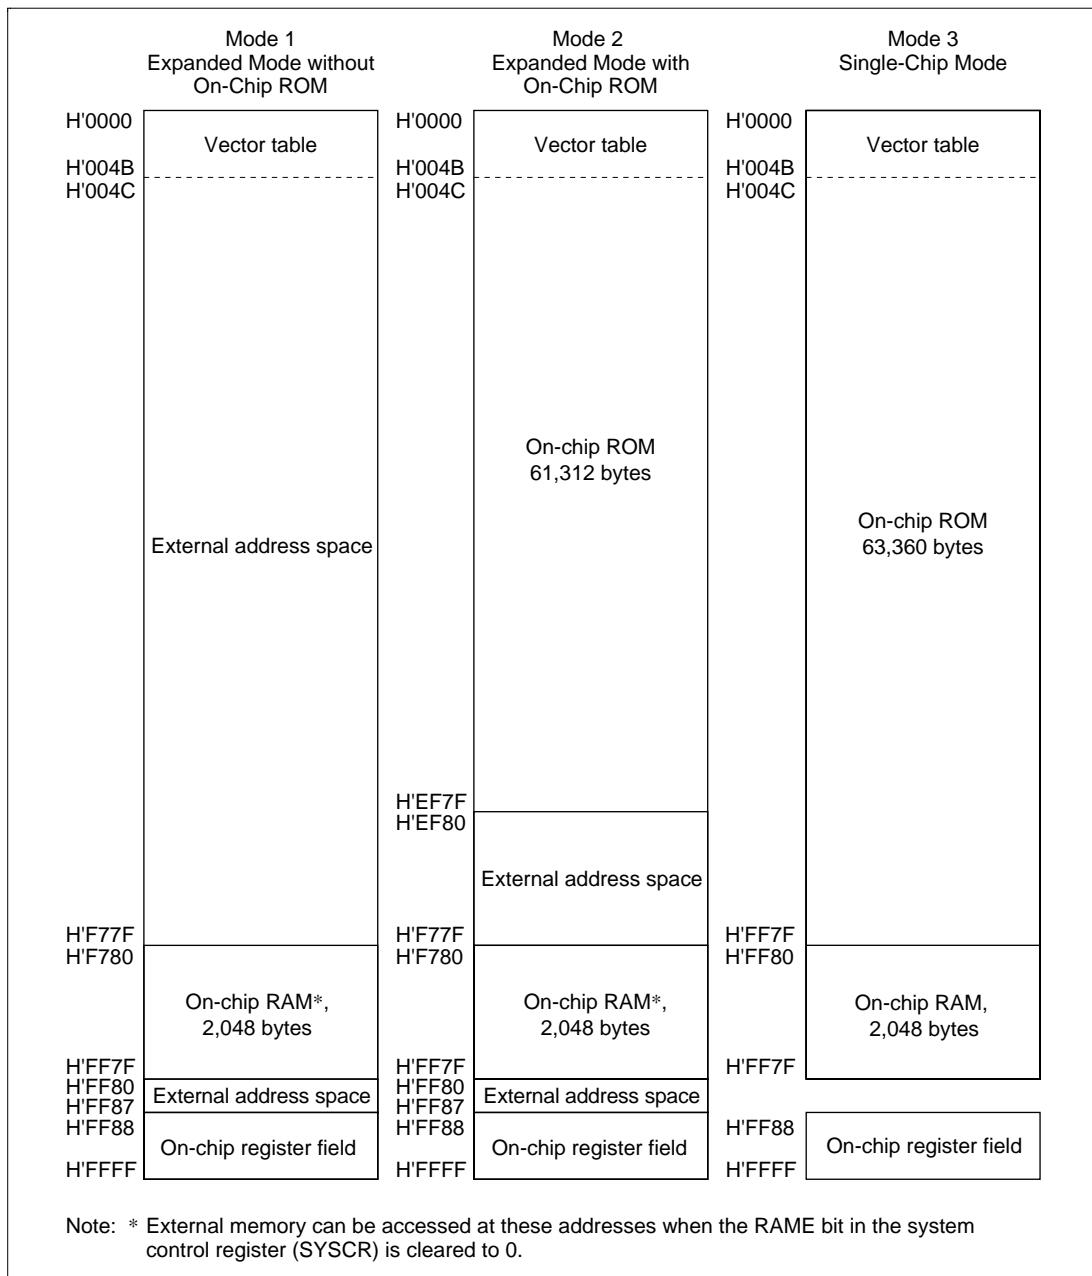 Mode 1
Expanded Mode without
On-Chip ROM
H'0000
Vector table
H'004B
H'004C
External address space
H'F77F
H'F780
On-chip RAM*,
2,048 bytes
H'FF7F
H'FF80
External address space
H'FF87
H'FF88
On-chip register field
H'FFFF
Mode 2
Expanded Mode with
On-Chip ROM
H'0000
Vector table
H'004B
H'004C
On-chip ROM
61,312 bytes
H'EF7F
H'EF80
External address space
H'F77F
H'F780
On-chip RAM*,
2,048 bytes
H'FF7F
H'FF80
External address space
H'FF87
H'FF88
On-chip register field
H'FFFF
Mode 3
Single-Chip Mode
H'0000
Vector table
H'004B
H'004C
On-chip ROM
63,360 bytes
H'FF7F
H'FF80
On-chip RAM,
2,048 bytes
H'FF7F
H'FF88
On-chip register field
H'FFFF
Note: * External memory can be accessed at these addresses when the RAME bit in the system
control register (SYSCR) is cleared to 0.